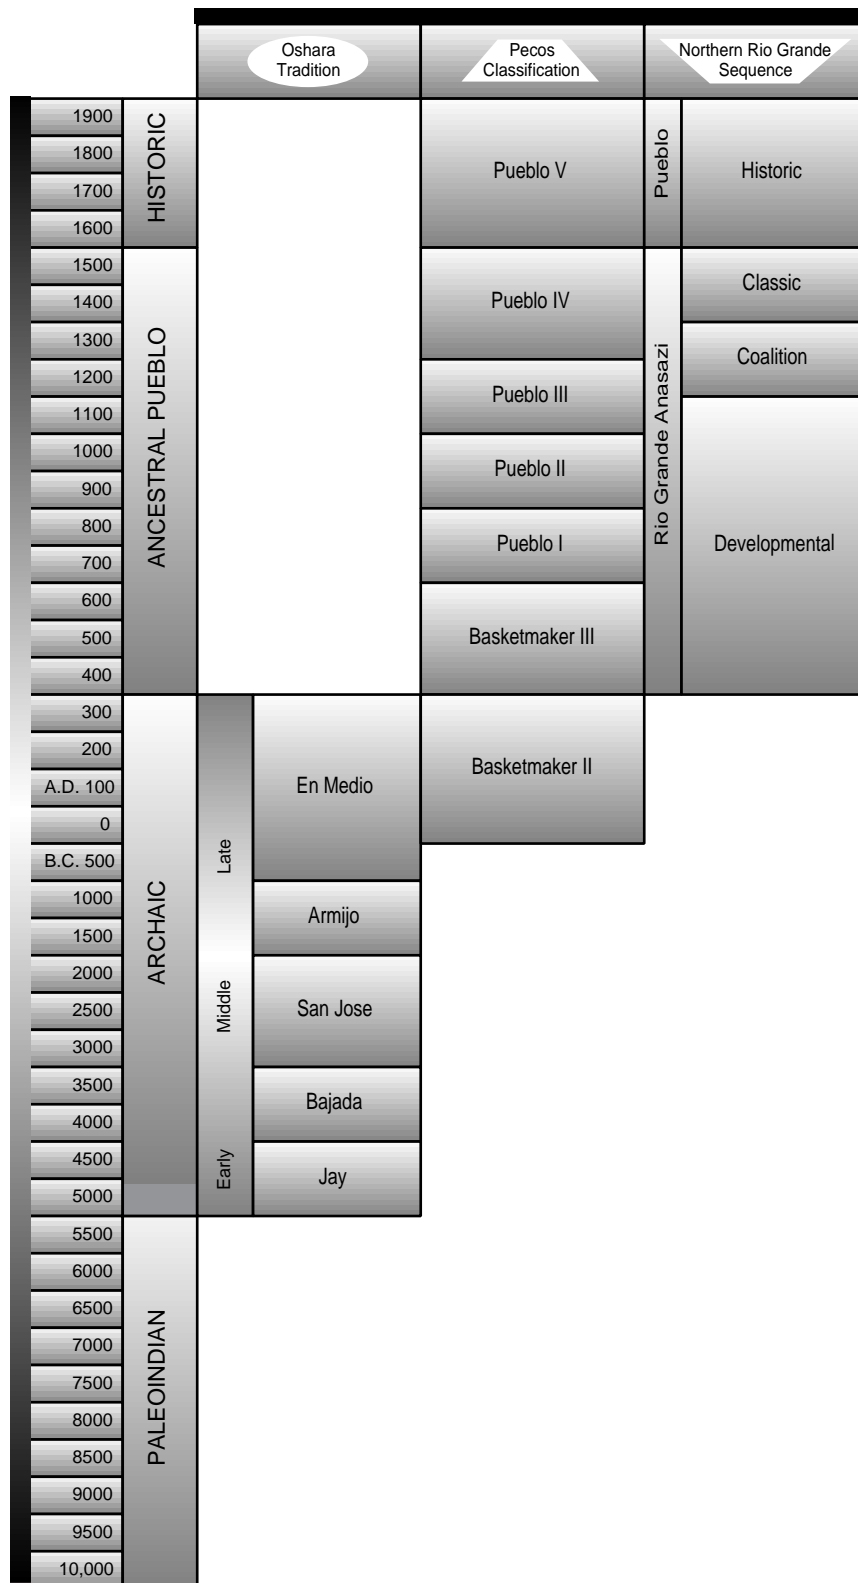 Oshara
Tradition
Pecos
Classification
Northern Rio Grande
Sequence
1900
1800
1700
1600
1500
1400
1300
1200
1100
1000
900
800
700
600
500
400
300
200
A.D. 100
0
B.C. 500
1000
1500
2000
2500
3000
3500
4000
4500
5000
5500
6000
6500
7000
7500
8000
8500
9000
9500
10,000
HISTORIC
ANCESTRAL PUEBLO
ARCHAIC
PALEOINDIAN
Late
Middle
Early
En Medio
Armijo
San Jose
Bajada
Jay
Pueblo V
Pueblo IV
Pueblo III
Pueblo II
Pueblo I
Basketmaker III
Basketmaker II
Pueblo
Rio Grande Anasazi
Historic
Classic
Coalition
Developmental